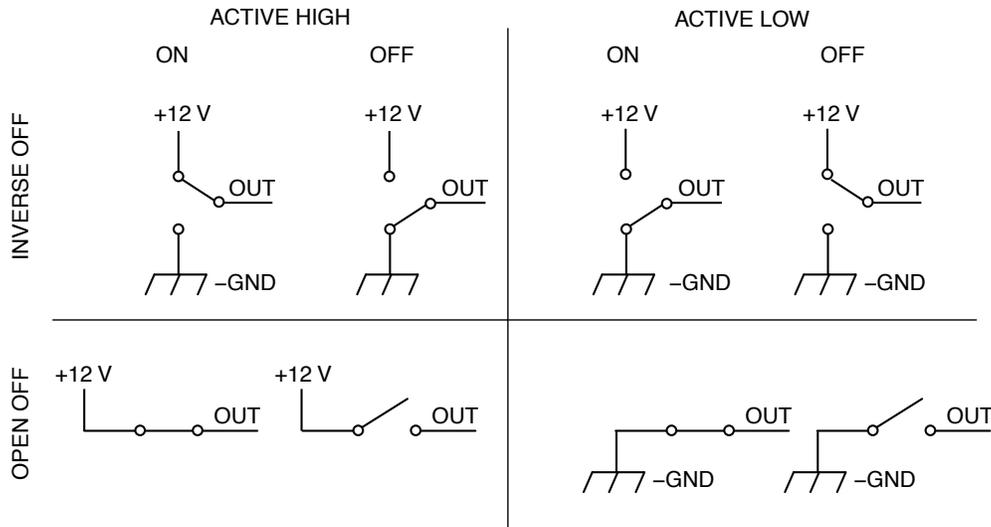 ACTIVE HIGH
ACTIVE LOW
ON
OFF
ON
OFF
INVERSE OFF
+12 V
+12 V
+12 V
+12 V
OUT
OUT
OUT
OUT
–GND
–GND
–GND
OPEN OFF
+12 V
+12 V
OUT
OUT
OUT
OUT
–GND
–GND